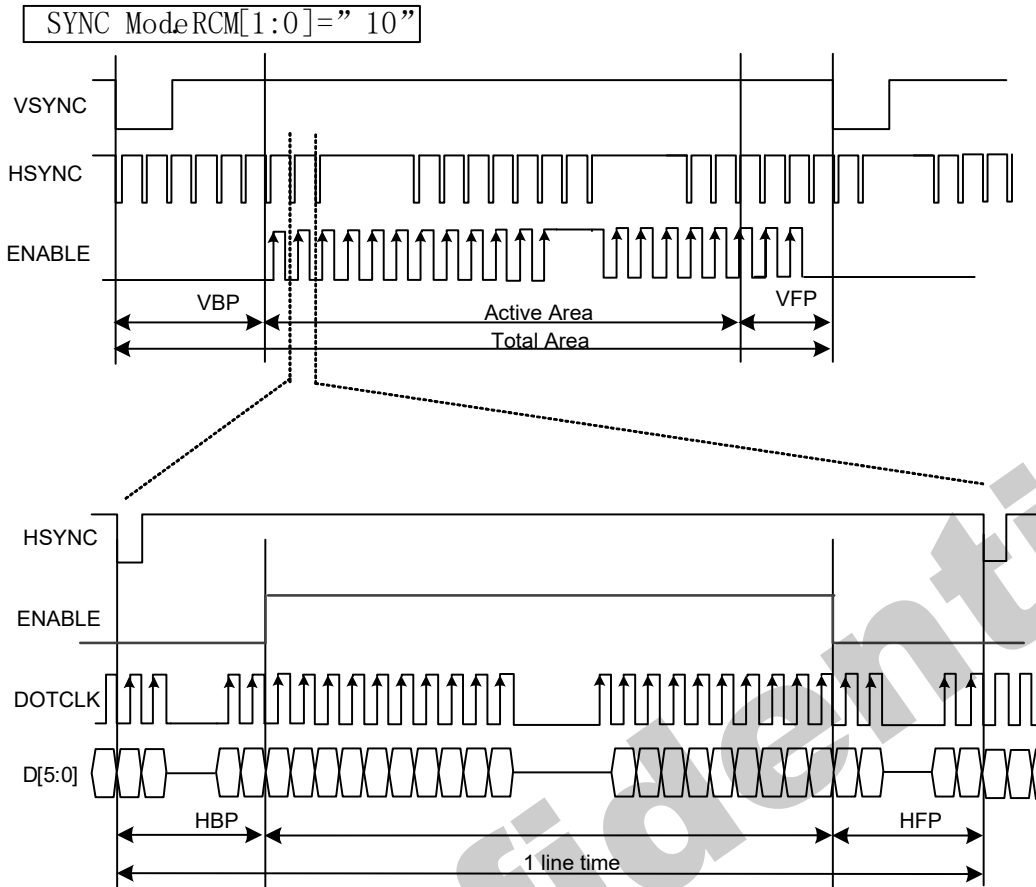 SYNC Mode RCM[1:0]=” 10”
VSYNC
HSYNC
ENABLE
VBP
Active Area
VFP
Total Area
HSYNC
ENABLE
DOTCLK
D[5:0]
HBP
HFP
1 line time